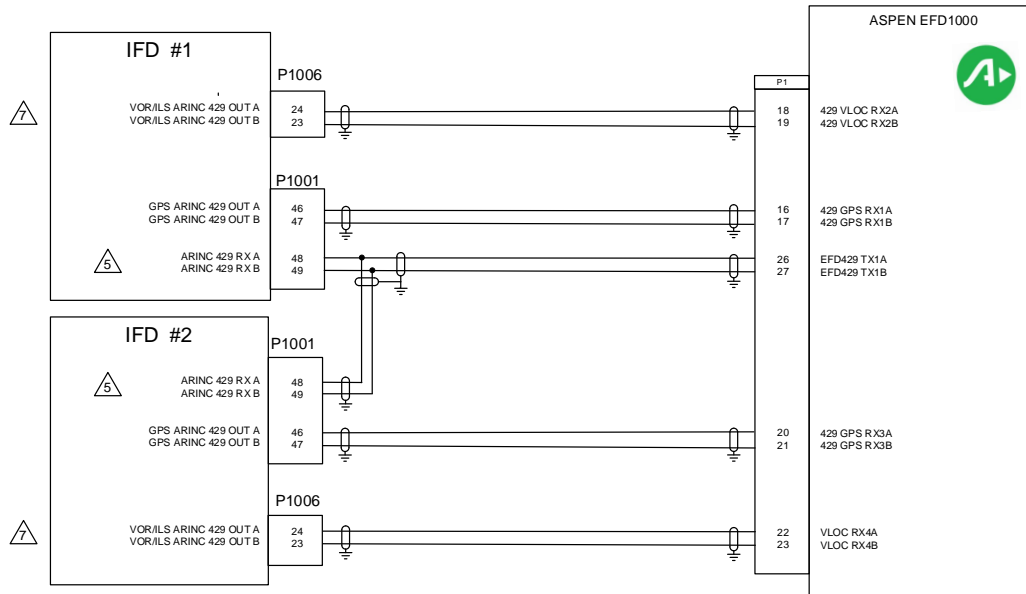 ASPEN EFD1000
IFD #1
P1006
P1
7
VOR/ILS ARINC 429 OUT A 24 18 429 VLOC RX2A
VOR/ILS ARINC 429 OUT B 23 19 429 VLOC RX2B
P1001
GPS ARINC 429 OUT A 46 16 429 GPS RX1A
GPS ARINC 429 OUT B 47 17 429 GPS RX1B
5
ARINC 429 RX A 48 26 EFD429 TX1A
ARINC 429 RX B 49 27 EFD429 TX1B
IFD #2
P1001
5
ARINC 429 RX A 48
ARINC 429 RX B 49
GPS ARINC 429 OUT A 46 20 429 GPS RX3A
GPS ARINC 429 OUT B 47 21 429 GPS RX3B
P1006
7
VOR/ILS ARINC 429 OUT A 24 22 VLOC RX4A
VOR/ILS ARINC 429 OUT B 23 23 VLOC RX4B